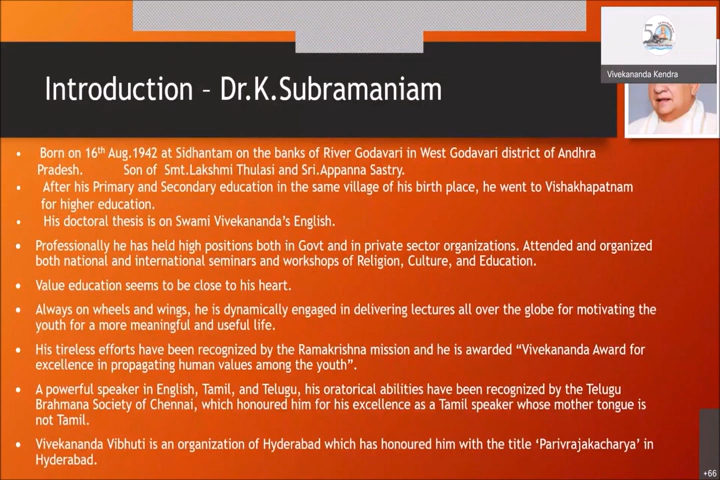 Vivekananda Kendra
Introduction – Dr.K.Subramaniam
• Born on 16th Aug.1942 at Sidhantam on the banks of River Godavari in West Godavari district of Andhra
Pradesh. Son of Smt.Lakshmi Thulasi and Sri.Appanna Sastry.
• After his Primary and Secondary education in the same village of his birth place, he went to Vishakhapatnam
for higher education.
• His doctoral thesis is on Swami Vivekananda’s English.
• Professionally he has held high positions both in Govt and in private sector organizations. Attended and organized
both national and international seminars and workshops of Religion, Culture, and Education.
• Value education seems to be close to his heart.
• Always on wheels and wings, he is dynamically engaged in delivering lectures all over the globe for motivating the
youth for a more meaningful and useful life.
• His tireless efforts have been recognized by the Ramakrishna mission and he is awarded “Vivekananda Award for
excellence in propagating human values among the youth”.
• A powerful speaker in English, Tamil, and Telugu, his oratorical abilities have been recognized by the Telugu
Brahmana Society of Chennai, which honoured him for his excellence as a Tamil speaker whose mother tongue is
not Tamil.
• Vivekananda Vibhuti is an organization of Hyderabad which has honoured him with the title ‘Parivrajakacharya’ in
Hyderabad.
+66